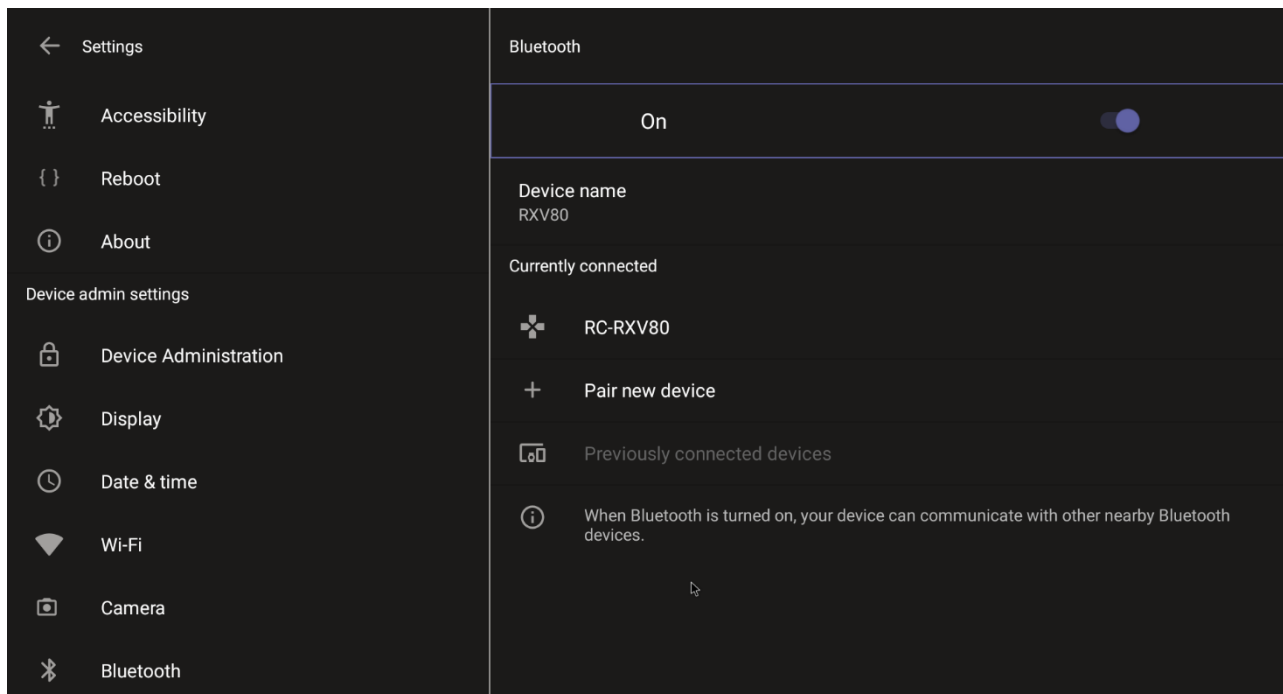 Settings
Accessibility
Reboot
About
Device admin settings
Device Administration
Display
Date & time
Wi-Fi
Camera
Bluetooth
Bluetooth
On
Device name
RXV80
Currently connected
RC-RXV80
Pair new device
Previously connected devices
When Bluetooth is turned on, your device can communicate with other nearby Bluetooth
devices.